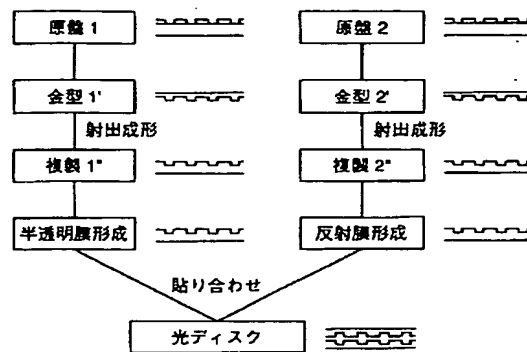 原盤 1
原盤 2
金型 1'
金型 2'
射出成形
射出成形
複製 1"
複製 2"
半透明膜形成
反射膜形成
貼り合わせ
光ディスク